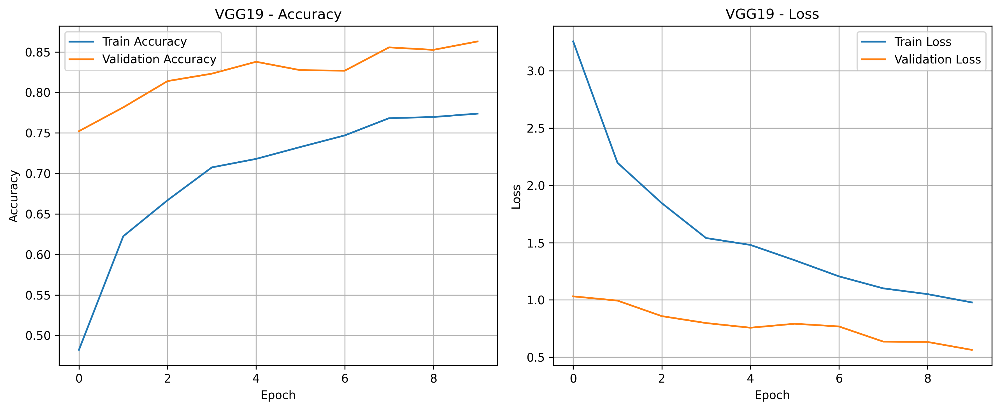 VGG19 - Accuracy
Train Accuracy
Validation Accuracy
0.85
0.80
0.75
0.70
0.65
0.60
0.55
0.50
Accuracy
0 2 4 6 8
Epoch
VGG19 - Loss
Train Loss
Validation Loss
3.0
2.5
2.0
1.5
1.0
0.5
Loss
0 2 4 6 8
Epoch